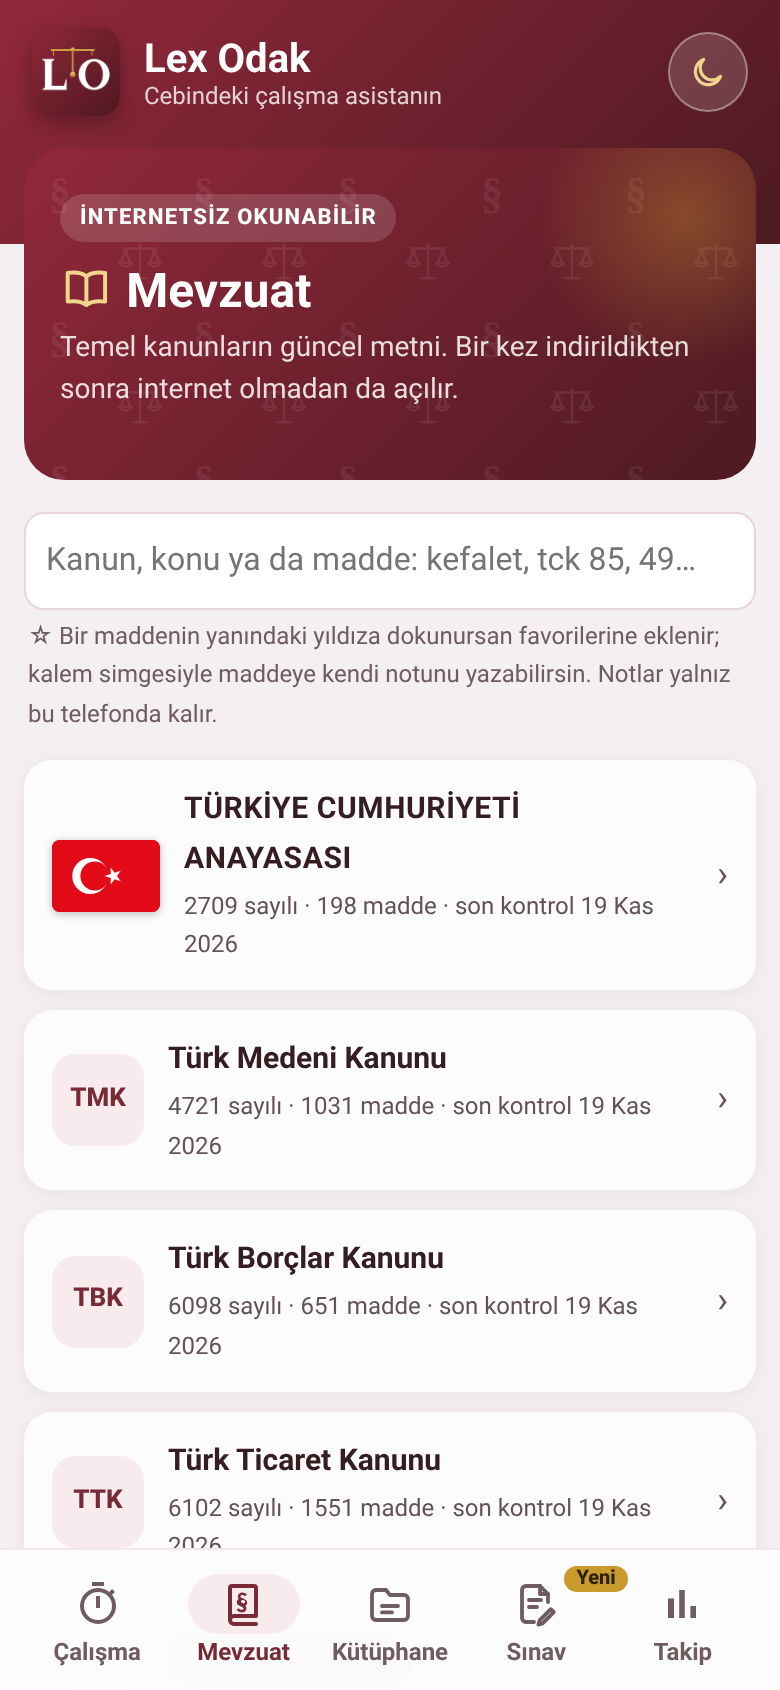 LTO
Lex Odak
Cebindeki çalışma asistanın
İNTERNETSİZ OKUNABİLİR
Mevzuat
Temel kanunların güncel metni. Bir kez indirildikten
sonra internet olmadan da açılır.
Kanun, konu ya da madde: kefalet, tck 85, 49...
☆ Bir maddenin yanındaki yıldıza dokunursan favorilerine eklenir;
kalem simgesiyle maddeye kendi notunu yazabilirsin. Notlar yalnız
bu telefonda kalır.
TÜRKİYE CUMHURİYETİ
ANAYASASI
2709 sayılı · 198 madde · son kontrol 19 Kas
2026
TMK
Türk Medeni Kanunu
4721 sayılı · 1031 madde · son kontrol 19 Kas
2026
TBK
Türk Borçlar Kanunu
6098 sayılı · 651 madde · son kontrol 19 Kas
2026
TTK
Türk Ticaret Kanunu
6102 sayılı · 1551 madde · son kontrol 19 Kas
2026
Yeni
Çalışma
Mevzuat
Kütüphane
Sınav
Takip